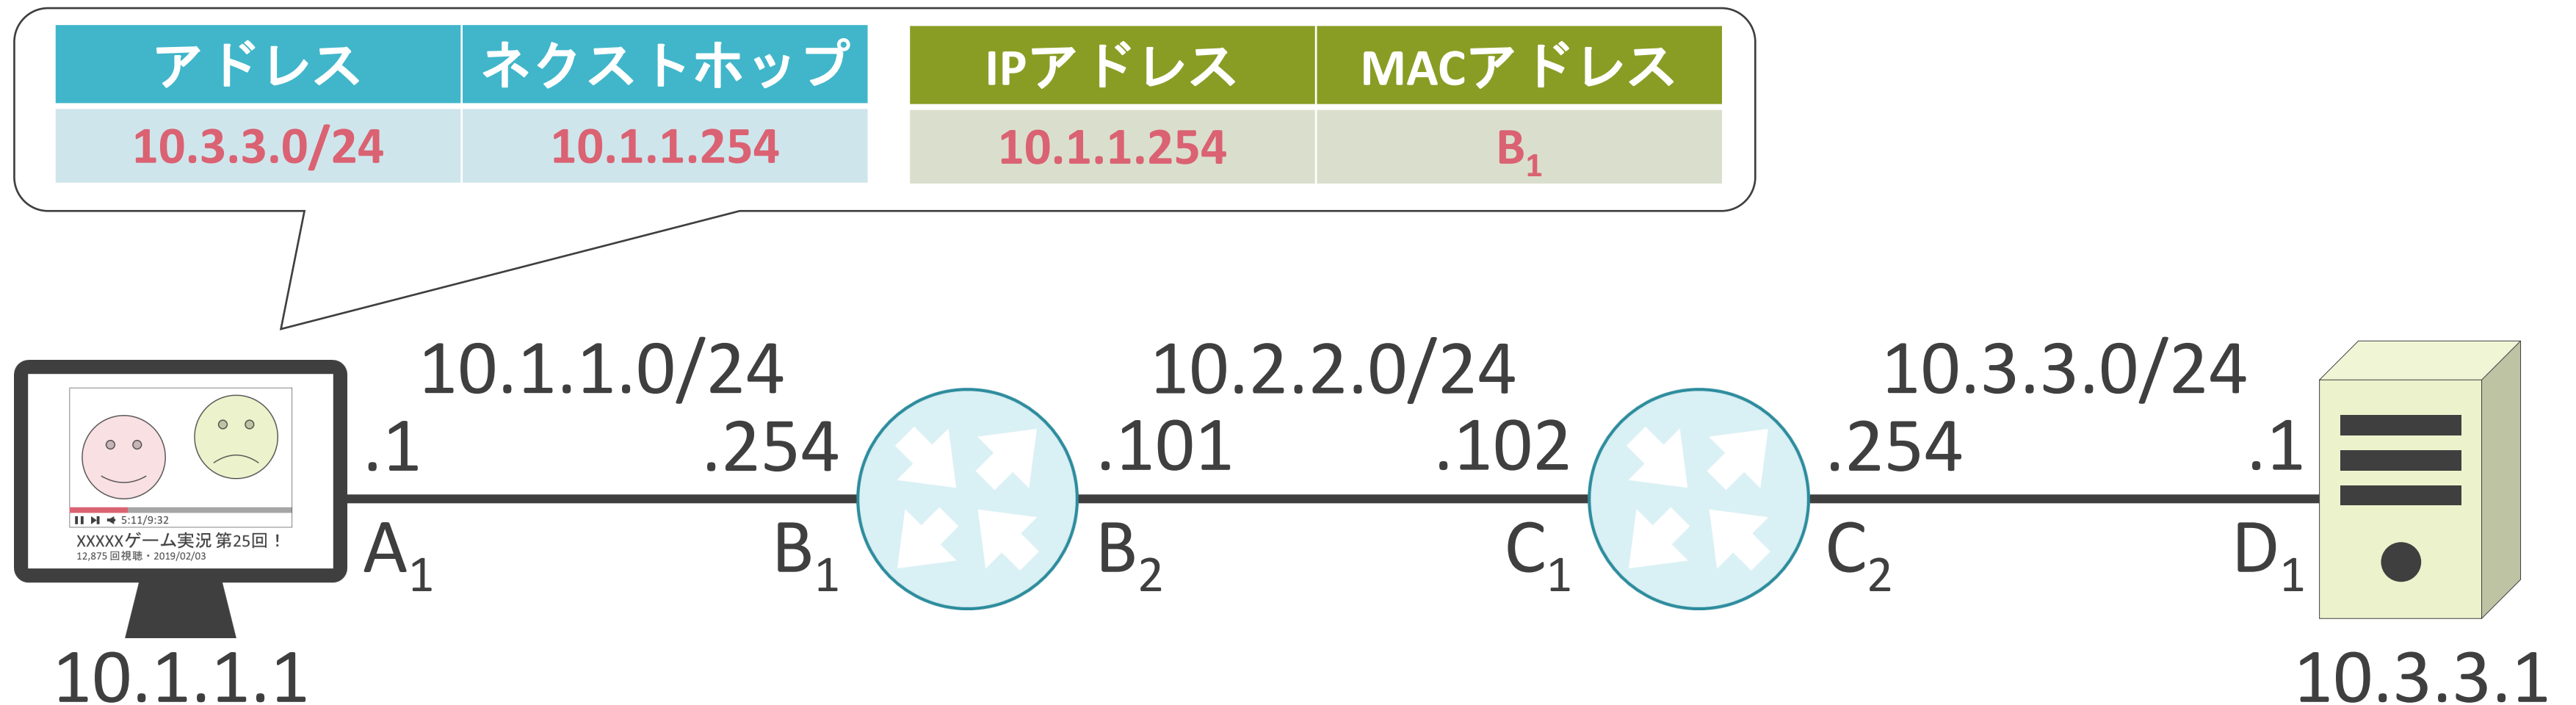 アドレス ネクストホップ IPアドレス MACアドレス
10.3.3.0/24 10.1.1.254 10.1.1.254 B1
10.1.1.0/24 10.2.2.0/24 10.3.3.0/24
.1 .254 .101 .102 .254 .1
A1 B1 B2 C1 C2 D1
5:11/9:32
XXXXXゲーム実況 第25回！
12,875 回視聴・2019/02/03
10.1.1.1 10.3.3.1